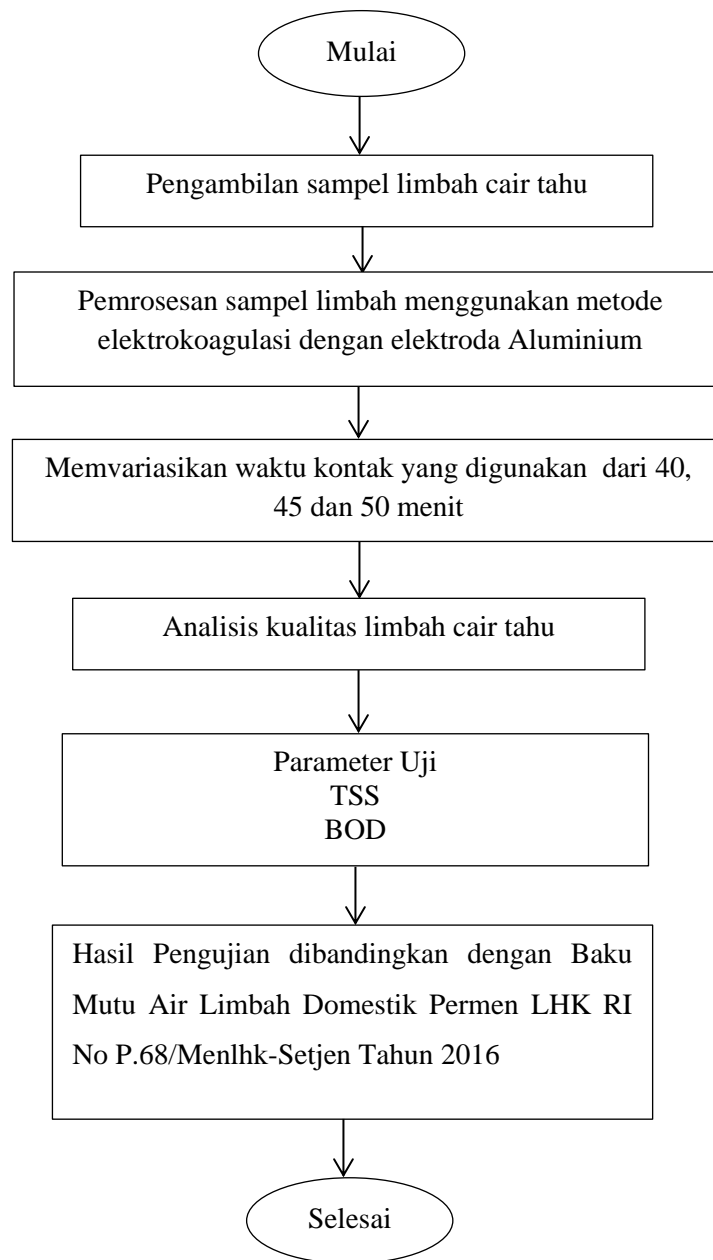 Mulai
Pengambilan sampel limbah cair tahu
Pemrosesan sampel limbah menggunakan metode
elektrokoagulasi dengan elektroda Aluminium
Memvariasikan waktu kontak yang digunakan dari 40,
45 dan 50 menit
Analisis kualitas limbah cair tahu
Parameter Uji
TSS
BOD
Hasil Pengujian dibandingkan dengan Baku
Mutu Air Limbah Domestik Permen LHK RI
No P.68/Menlhk-Setjen Tahun 2016
Selesai